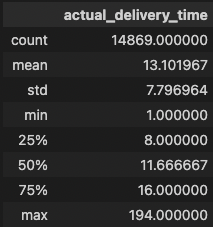 actual_delivery_time
count 14869.000000
mean 13.101967
std 7.796964
min 1.000000
25% 8.000000
50% 11.666667
75% 16.000000
max 194.000000